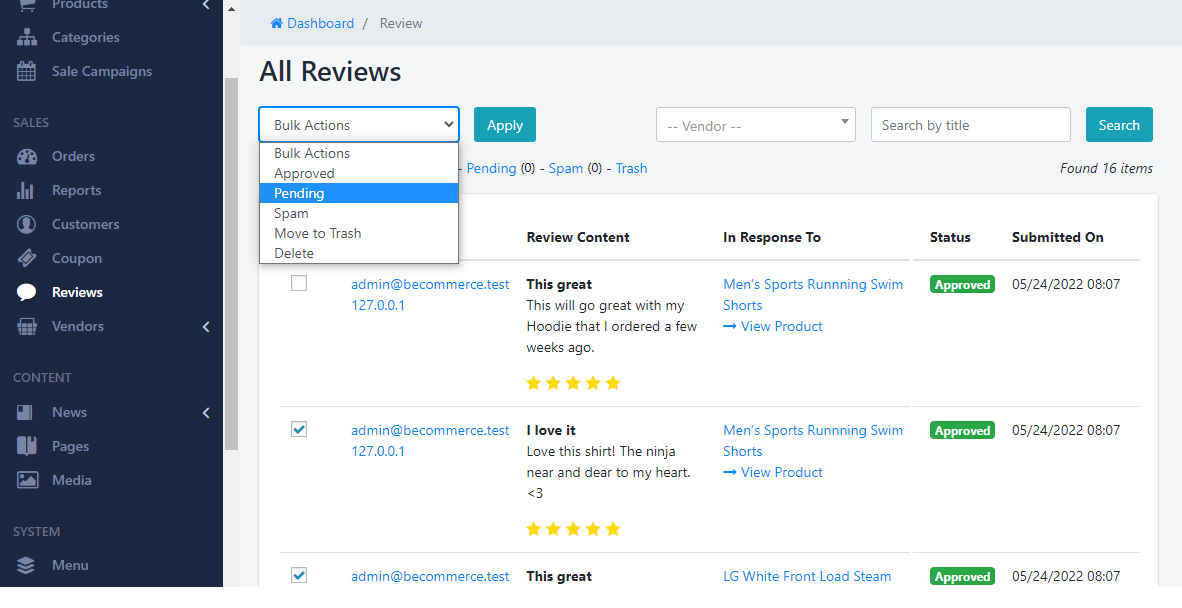 Products
Categories
Sale Campaigns
SALES
Orders
Reports
Customers
Coupon
Reviews
Vendors
CONTENT
News
Pages
Media
SYSTEM
Menu
Dashboard / Review
All Reviews
Bulk Actions
Apply
-- Vendor --
Search by title
Search
Bulk Actions
Approved
Pending
Spam
Move to Trash
Delete
- Pending (0) - Spam (0) - Trash
Found 16 items
Review Content
In Response To
Status
Submitted On
admin@becommerce.test
127.0.0.1
This great
This will go great with my
Hoodie that I ordered a few
weeks ago.
Men's Sports Runnning Swim
Shorts
View Product
Approved
05/24/2022 08:07
admin@becommerce.test
127.0.0.1
I love it
Love this shirt! The ninja
near and dear to my heart.
<3
Men's Sports Runnning Swim
Shorts
View Product
Approved
05/24/2022 08:07
admin@becommerce.test
This great
LG White Front Load Steam
Approved
05/24/2022 08:07